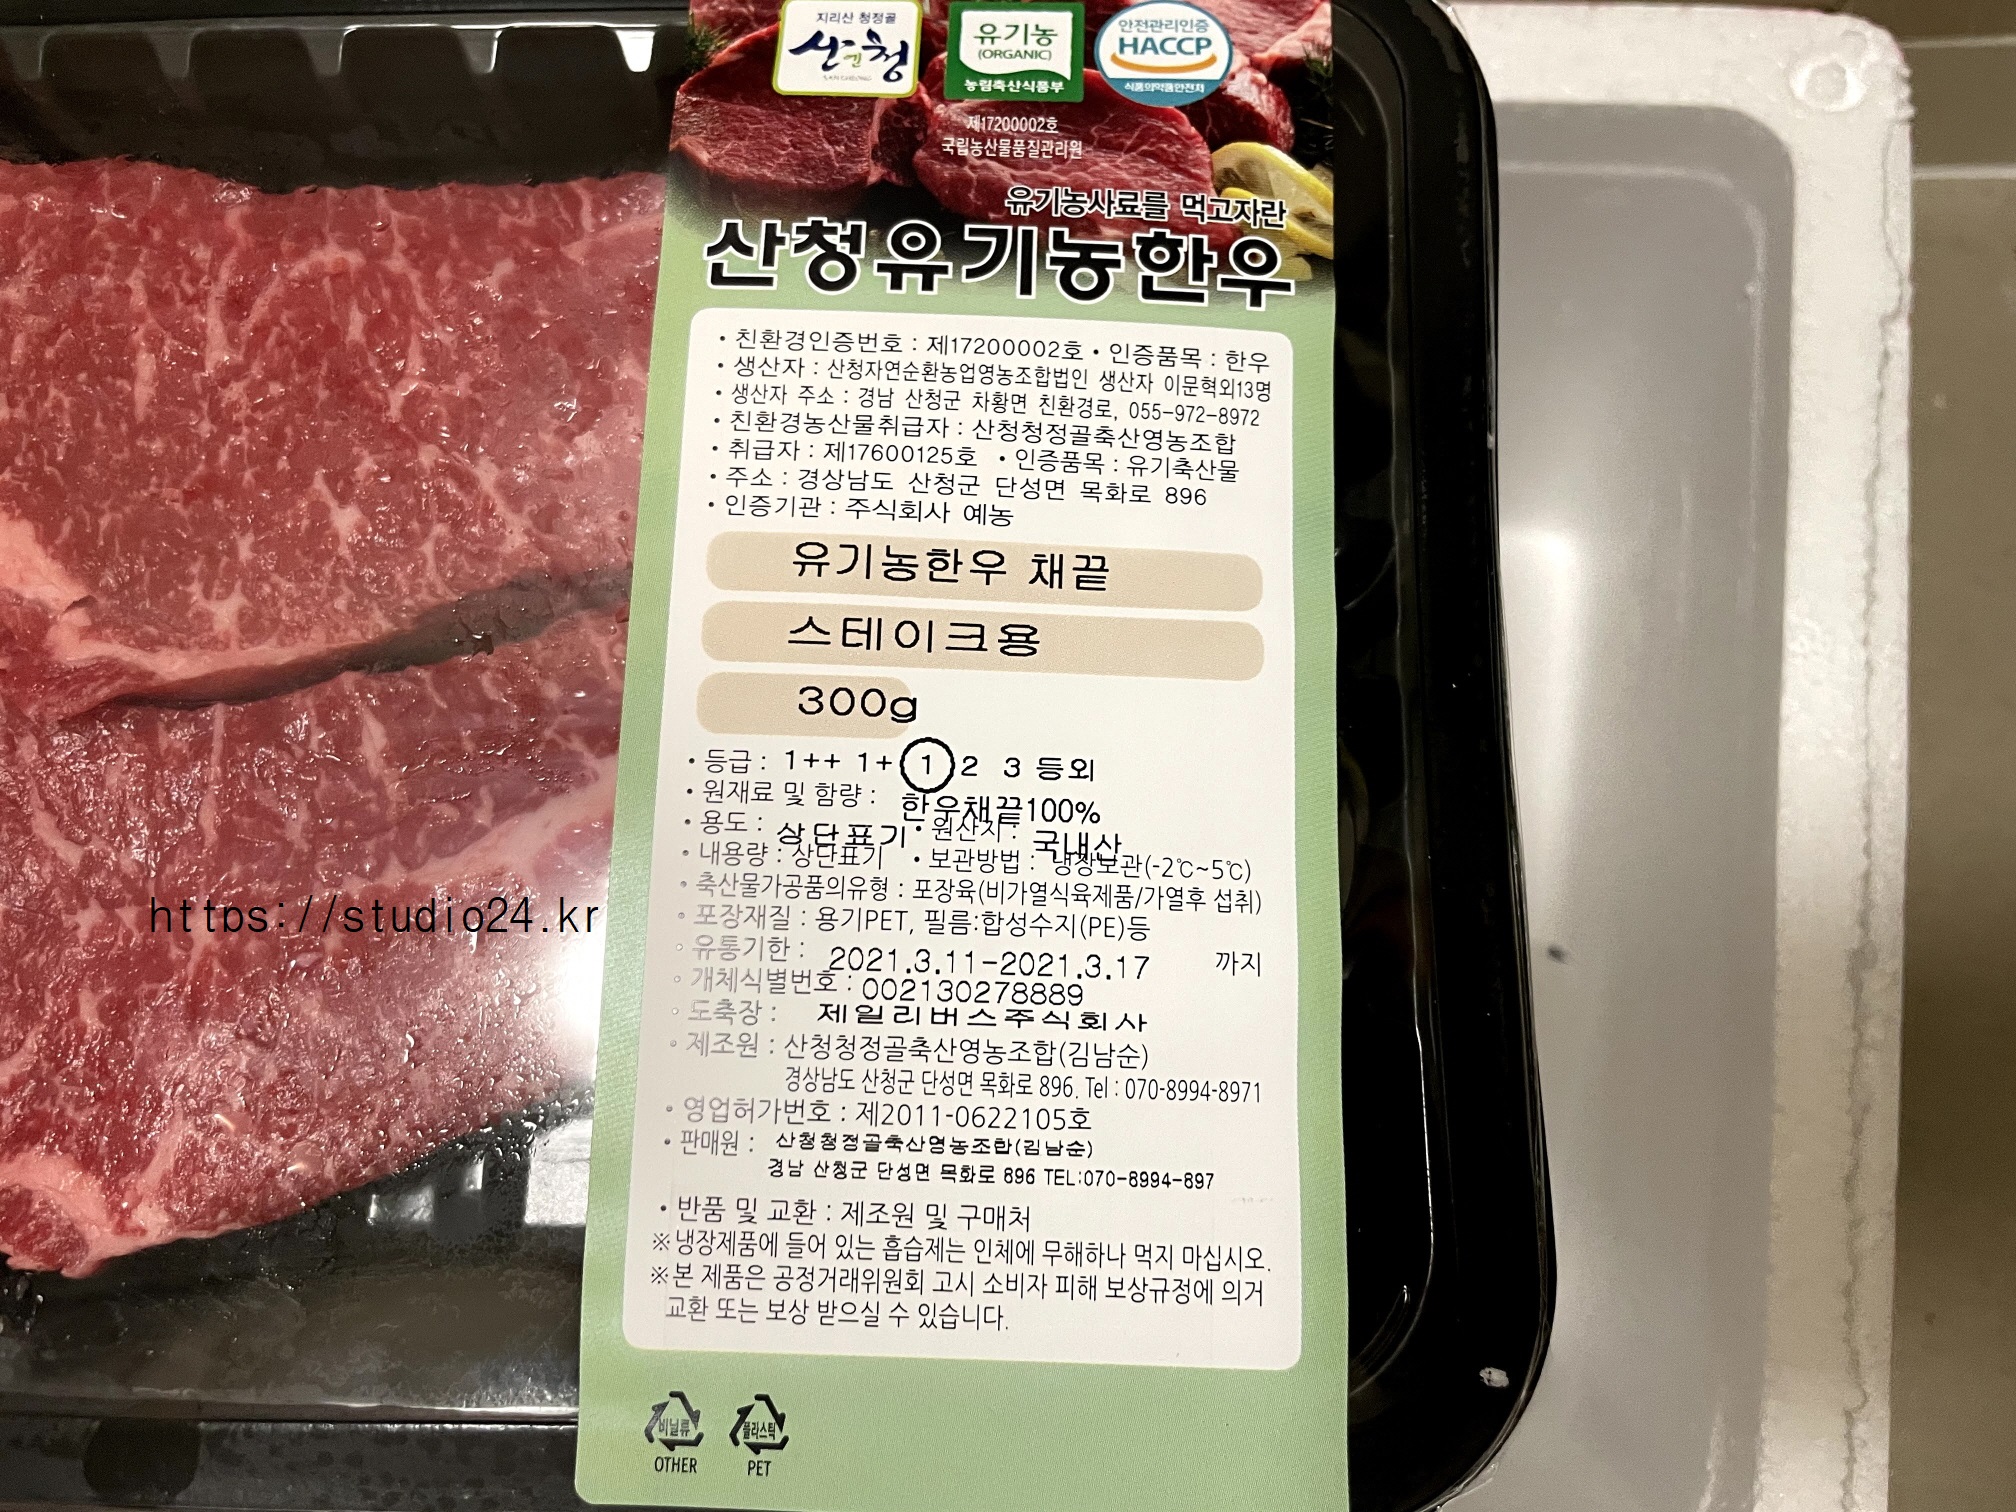 지리산 청정골
산엔청
SANCHEONG
유기농
(ORGANIC)
농림축산식품부
안전관리인증
HACCP
식품의약품안전처
제17200002호
국립농산물품질관리원
유기농사료를 먹고자란
산청유기농한우
• 친환경인증번호 : 제17200002호 • 인증품목 : 한우
• 생산자 : 산청자연순환농업영농조합법인 생산자 이문혁외13명
• 생산자 주소 : 경남 산청군 차황면 친환경로, 055-972-8972
• 친환경농산물취급자 : 산청청정골축산영농조합
• 취급자 : 제17600125호 • 인증품목 : 유기축산물
• 주소 : 경상남도 산청군 단성면 목화로 896
• 인증기관 : 주식회사 예농
유기농한우 채끝
스테이크용
300g
• 등급 : 1++ 1+ 1 2 3 등외
• 원재료 및 함량 : 한우채끝100%
• 용도 : 상단표기 • 원산지 : 국내산
• 내용량 : 상단표기 • 보관방법 : 냉장보관(-2℃~5℃)
• 축산물가공품의유형 : 포장육(비가열식육제품/가열후 섭취)
• 포장재질 : 용기PET, 필름:합성수지(PE)등
• 유통기한 : 2021.3.11-2021.3.17 까지
• 개체식별번호 : 002130278889
• 도축장 : 제일리버스주식회사
• 제조원 : 산청청정골축산영농조합(김남순)
경상남도 산청군 단성면 목화로 896. Tel : 070-8994-8971
• 영업허가번호 : 제2011-0622105호
• 판매원 : 산청청정골축산영농조합(김남순)
경남 산청군 단성면 목화로 896 TEL:070-8994-897
• 반품 및 교환 : 제조원 및 구매처
※냉장제품에 들어 있는 흡습제는 인체에 무해하나 먹지 마십시오.
※본 제품은 공정거래위원회 고시 소비자 피해 보상규정에 의거
교환 또는 보상 받으실 수 있습니다.
비닐류
OTHER
플라스틱
PET
https://studio24.kr